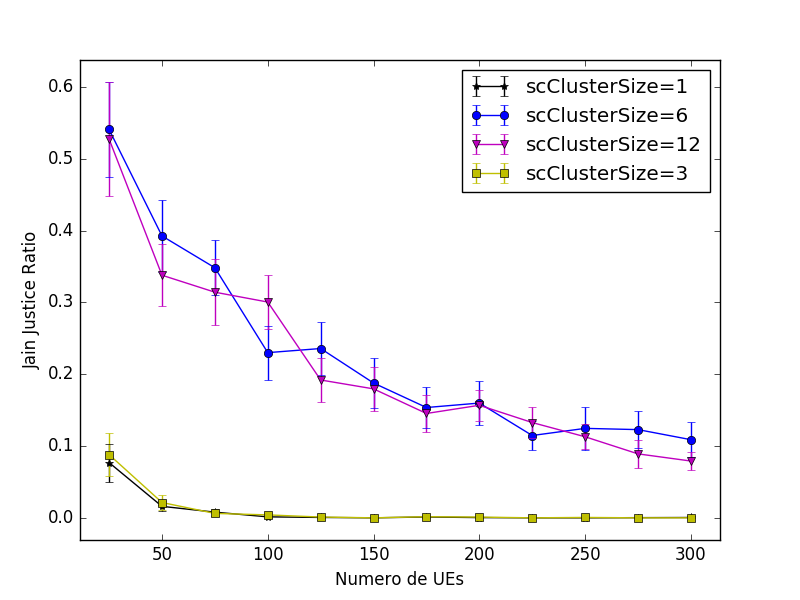 0.6
0.5
0.4
0.3
0.2
0.1
0.0
50
100
150
200
250
300
Jain Justice Ratio
Numero de UEs
scClusterSize=1
scClusterSize=6
scClusterSize=12
scClusterSize=3